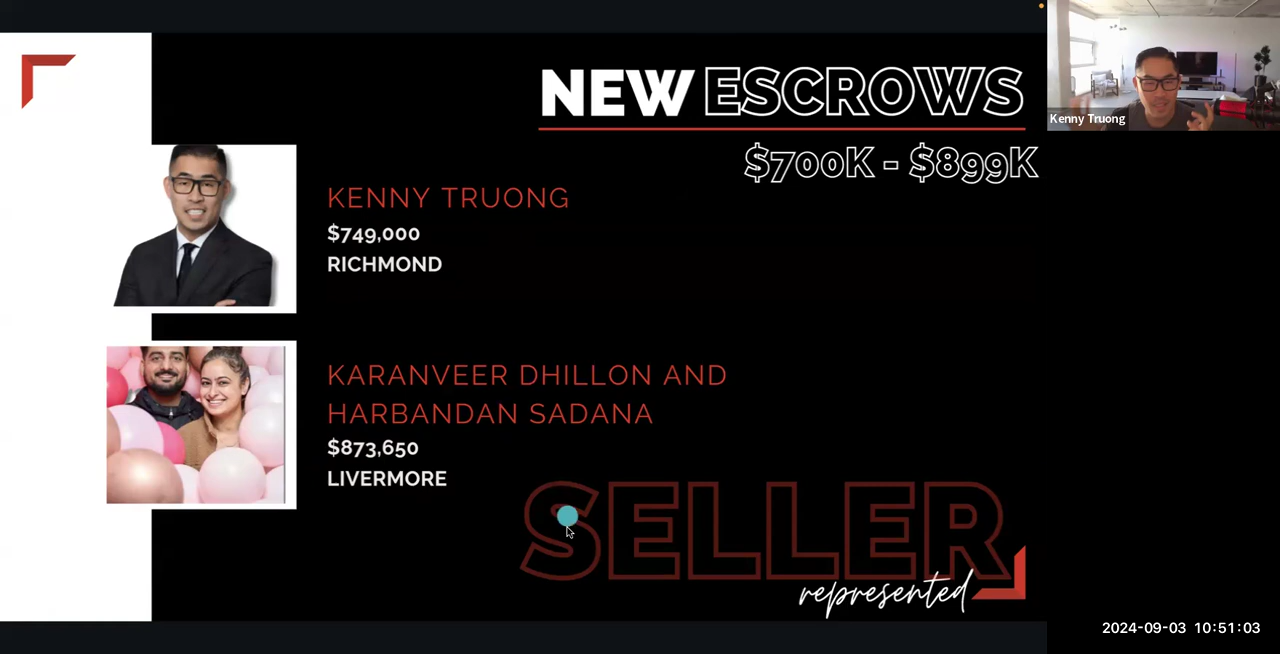 NEW ESCROWS
$700K - $899K
KENNY TRUONG
$749,000
RICHMOND
KARANVEER DHILLON AND
HARBANDAN SADANA
$873,650
LIVERMORE
SELLER
represented
Kenny Truong
2024-09-03 10:51:03